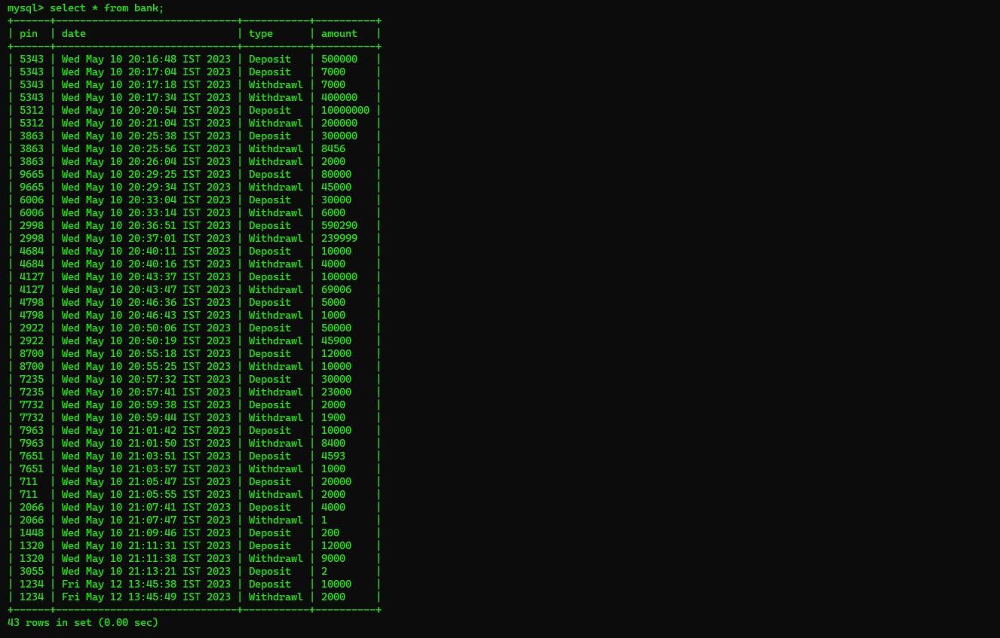 mysql> select * from bank;
+------+------------------------------+-----------+----------+
| pin  | date                         | type      | amount   |
+------+------------------------------+-----------+----------+
| 5343 | Wed May 10 20:16:48 IST 2023 | Deposit   | 500000   |
| 5343 | Wed May 10 20:17:04 IST 2023 | Deposit   | 7000     |
| 5343 | Wed May 10 20:17:18 IST 2023 | Withdrawl | 7000     |
| 5343 | Wed May 10 20:17:34 IST 2023 | Withdrawl | 400000   |
| 5312 | Wed May 10 20:20:54 IST 2023 | Deposit   | 10000000 |
| 5312 | Wed May 10 20:21:04 IST 2023 | Withdrawl | 200000   |
| 3863 | Wed May 10 20:25:38 IST 2023 | Deposit   | 300000   |
| 3863 | Wed May 10 20:25:56 IST 2023 | Withdrawl | 8456     |
| 3863 | Wed May 10 20:26:04 IST 2023 | Withdrawl | 2000     |
| 9665 | Wed May 10 20:29:25 IST 2023 | Deposit   | 80000    |
| 9665 | Wed May 10 20:29:34 IST 2023 | Withdrawl | 45000    |
| 6006 | Wed May 10 20:33:04 IST 2023 | Deposit   | 30000    |
| 6006 | Wed May 10 20:33:14 IST 2023 | Withdrawl | 6000     |
| 2998 | Wed May 10 20:36:51 IST 2023 | Deposit   | 590290   |
| 2998 | Wed May 10 20:37:01 IST 2023 | Withdrawl | 239999   |
| 4684 | Wed May 10 20:40:11 IST 2023 | Deposit   | 10000    |
| 4684 | Wed May 10 20:40:16 IST 2023 | Withdrawl | 4000     |
| 4127 | Wed May 10 20:43:37 IST 2023 | Deposit   | 100000   |
| 4127 | Wed May 10 20:43:47 IST 2023 | Withdrawl | 69006    |
| 4798 | Wed May 10 20:46:36 IST 2023 | Deposit   | 5000     |
| 4798 | Wed May 10 20:46:43 IST 2023 | Withdrawl | 1000     |
| 2922 | Wed May 10 20:50:06 IST 2023 | Deposit   | 50000    |
| 2922 | Wed May 10 20:50:19 IST 2023 | Withdrawl | 45900    |
| 8700 | Wed May 10 20:55:18 IST 2023 | Deposit   | 12000    |
| 8700 | Wed May 10 20:55:25 IST 2023 | Withdrawl | 10000    |
| 7235 | Wed May 10 20:57:32 IST 2023 | Deposit   | 30000    |
| 7235 | Wed May 10 20:57:41 IST 2023 | Withdrawl | 23000    |
| 7732 | Wed May 10 20:59:38 IST 2023 | Deposit   | 2000     |
| 7732 | Wed May 10 20:59:44 IST 2023 | Withdrawl | 1900     |
| 7963 | Wed May 10 21:01:42 IST 2023 | Deposit   | 10000    |
| 7963 | Wed May 10 21:01:50 IST 2023 | Withdrawl | 8400     |
| 7651 | Wed May 10 21:03:51 IST 2023 | Deposit   | 4593     |
| 7651 | Wed May 10 21:03:57 IST 2023 | Withdrawl | 1000     |
| 711  | Wed May 10 21:05:47 IST 2023 | Deposit   | 20000    |
| 711  | Wed May 10 21:05:55 IST 2023 | Withdrawl | 2000     |
| 2066 | Wed May 10 21:07:41 IST 2023 | Deposit   | 4000     |
| 2066 | Wed May 10 21:07:47 IST 2023 | Withdrawl | 1        |
| 1448 | Wed May 10 21:09:46 IST 2023 | Deposit   | 200      |
| 1320 | Wed May 10 21:11:31 IST 2023 | Deposit   | 12000    |
| 1320 | Wed May 10 21:11:38 IST 2023 | Withdrawl | 9000     |
| 3055 | Wed May 10 21:13:21 IST 2023 | Deposit   | 2        |
| 1234 | Fri May 12 13:45:38 IST 2023 | Deposit   | 10000    |
| 1234 | Fri May 12 13:45:49 IST 2023 | Withdrawl | 2000     |
+------+------------------------------+-----------+----------+
43 rows in set (0.00 sec)